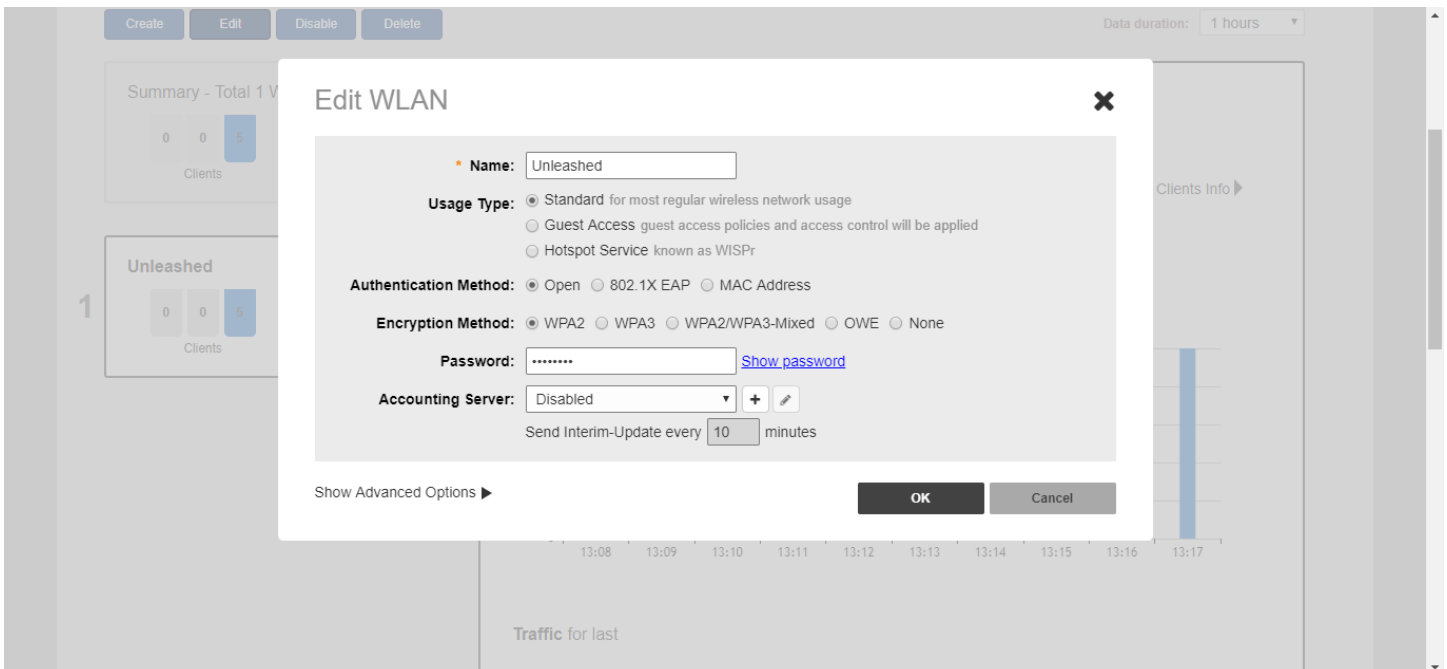 Create Edit Disable Delete Data duration: 1 hours
Summary - Total 1 W
0 0 5
Clients
Clients Info
1
Unleashed
0 0 5
Clients
Edit WLAN
* Name: Unleashed
Usage Type: Standard for most regular wireless network usage
Guest Access guest access policies and access control will be applied
Hotspot Service known as WISPr
Authentication Method: Open 802.1X EAP MAC Address
Encryption Method: WPA2 WPA3 WPA2/WPA3-Mixed OWE None
Password: •••••••• Show password
Accounting Server: Disabled +
Send Interim-Update every 10 minutes
Show Advanced Options
OK Cancel
13:08 13:09 13:10 13:11 13:12 13:13 13:14 13:15 13:16 13:17
Traffic for last